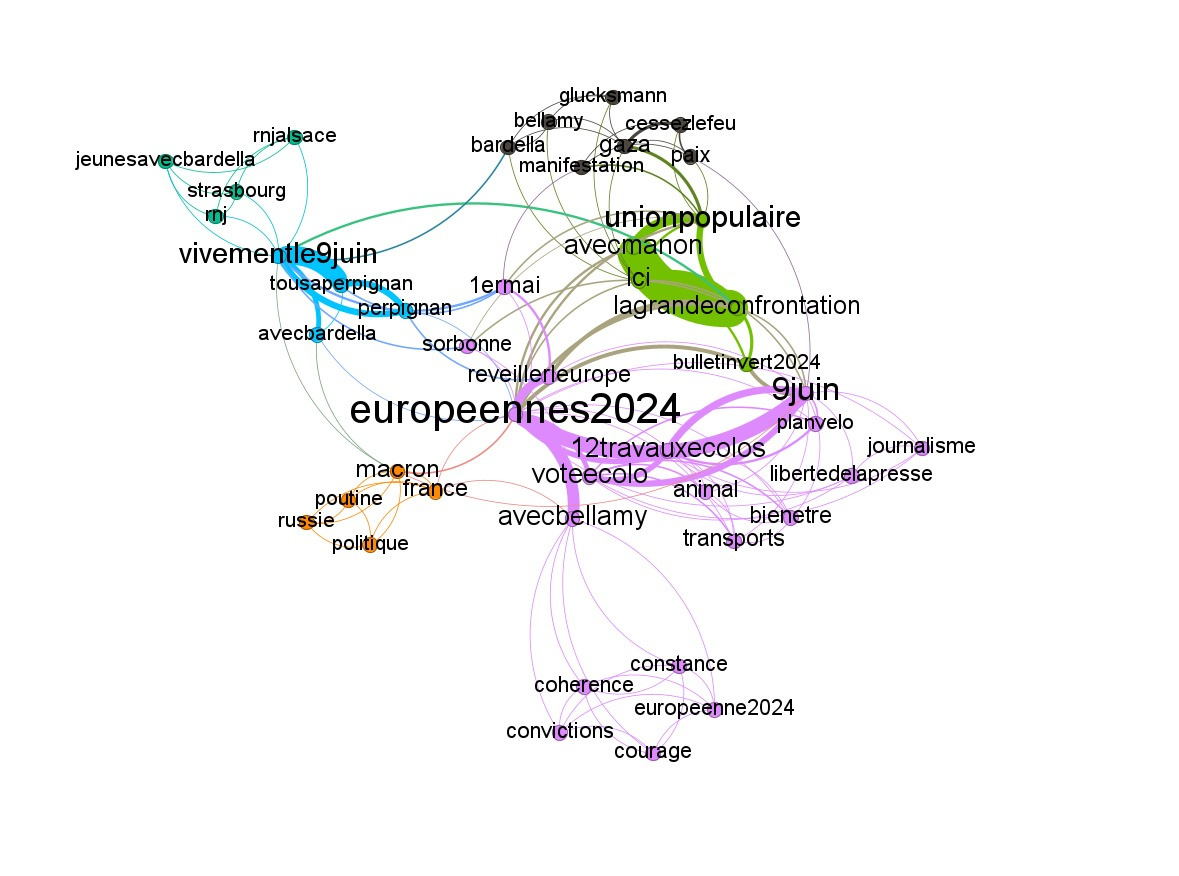 glucksmann
bellamy
cessezlefeu
rnjalsace
bardella
gaza
paix
jeunesavecbardella
manifestation
strasbourg
rnj
unionpopulaire
avecmanon
vivementle9juin
lci
tousaperpignan
1ermai
perpignan
lagrandeconfrontation
avecbardella
sorbonne
bulletinvert2024
reveillerleurope
9juin
europeennes2024
planvelo
12travauxecolos
journalisme
macron
voteecolo
libertedelapresse
france
animal
poutine
russie
avecbellamy
bienetre
politique
transports
constance
coherence
europeenne2024
convictions
courage